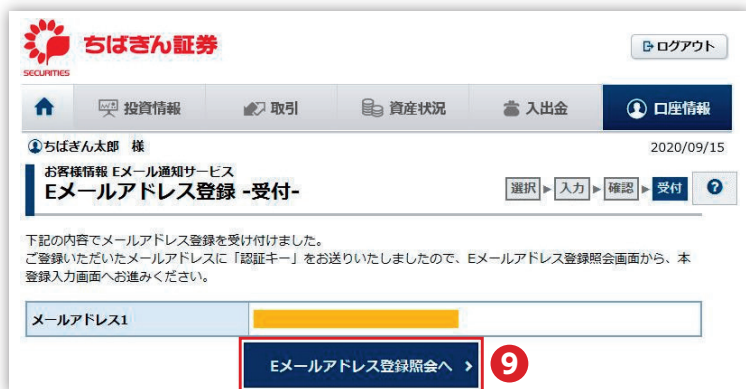 ちばぎん証券
SECURITIES
ログアウト
投資情報
取引
資産状況
入出金
口座情報
ちばぎん太郎 様
2020/09/15
お客様情報 Eメール通知サービス
Eメールアドレス登録 -受付-
選択 ▶ 入力 ▶ 確認 ▶ 受付
?
下記の内容でメールアドレス登録を受け付けました。
ご登録いただいたメールアドレスに「認証キー」をお送りいたしましたので、Eメールアドレス登録照会画面から、本
登録入力画面へお進みください。
メールアドレス1
Eメールアドレス登録照会へ >
9